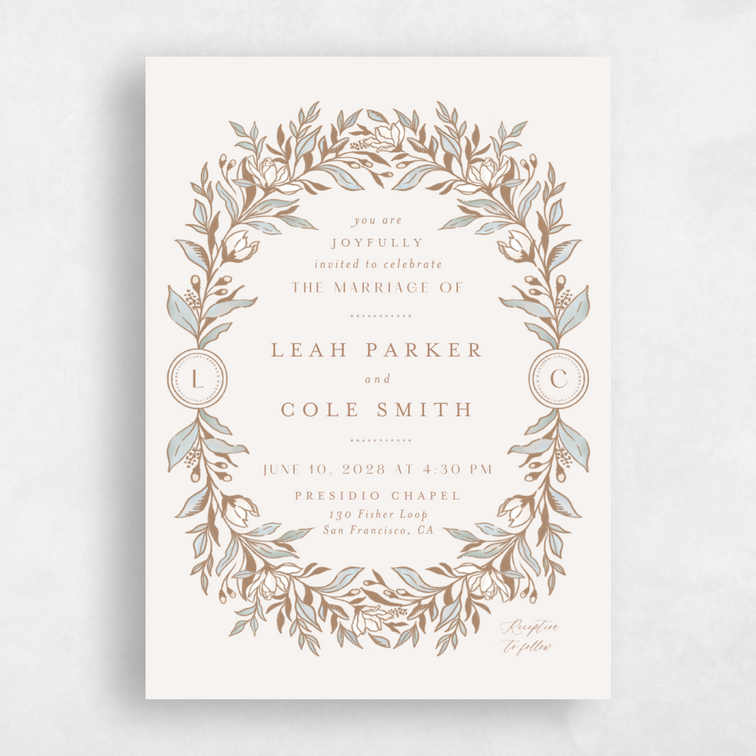 you are
JOYFULLY
invited to celebrate
THE MARRIAGE OF
LEAH PARKER
L
and
C
COLE SMITH
JUNE 10, 2028 AT 4:30 PM
PRESIDIO CHAPEL
130 Fisher Loop
San Francisco, CA
Reception
to follow